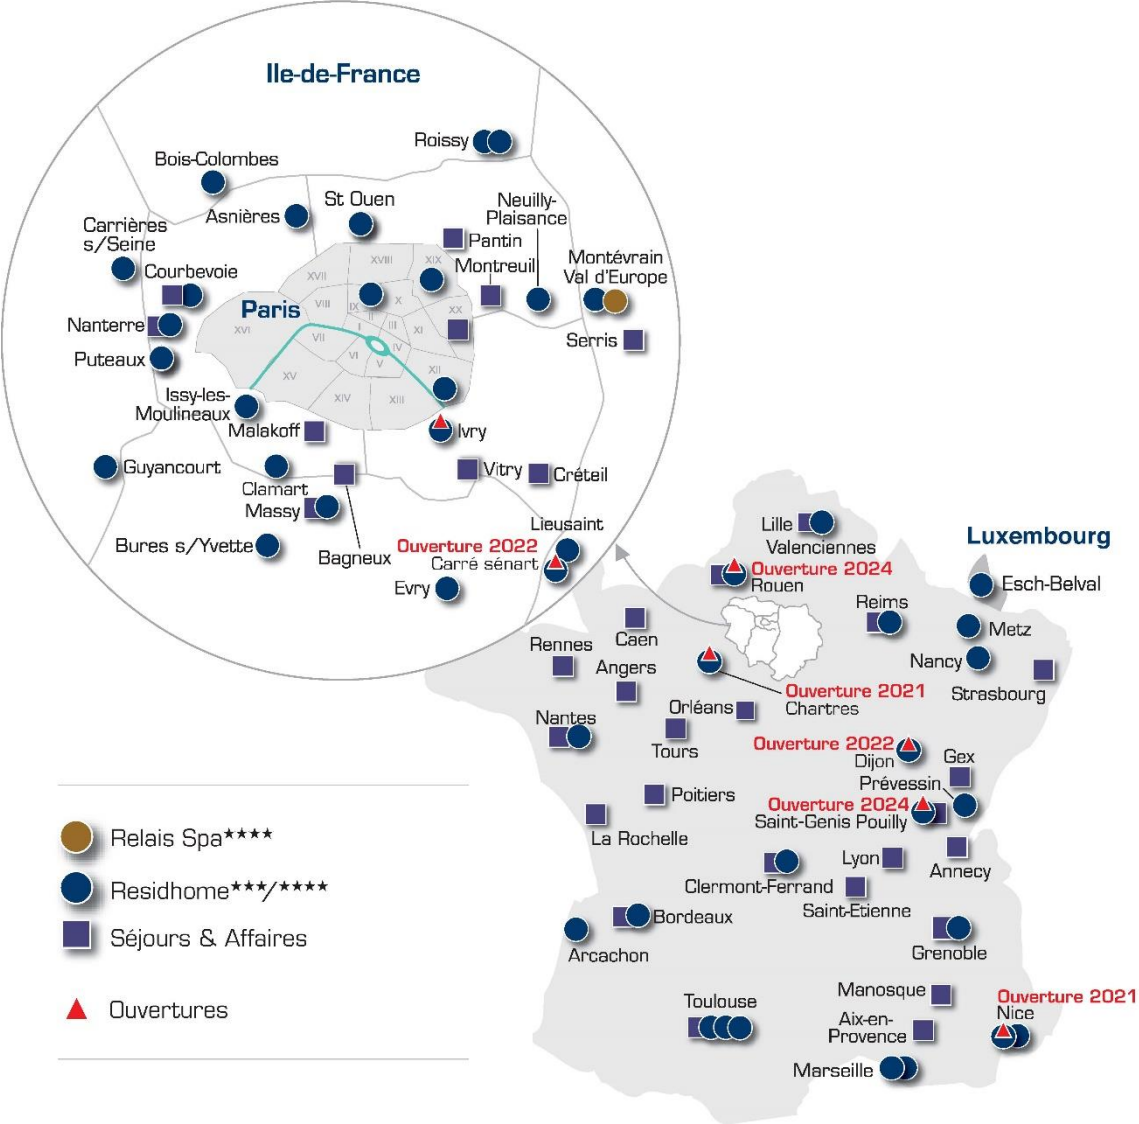 Ile-de-France
Roissy
Bois-Colombes
Asnières
St Ouen
Neuilly-
Plaisance
Carrières
s/Seine
Pantin
Montévrain
Val d'Europe
Courbevoie
Montreuil
XVII
XVIII
XIX
Paris
VIII
IX
X
XX
II
Nanterre
XVI
I
III
XI
VII
IV
Serris
Puteaux
VI
V
XV
XII
XIV
XIII
Issy-les-
Moulineaux
Malakoff
Ivry
Guyancourt
Clamart
Vitry
Créteil
Massy
Bagneux
Bures s/Yvette
Lieusaint
Ouverture 2022
Carré sénart
Evry
Lille
Valenciennes
Luxembourg
Esch-Belval
Ouverture 2024
Rouen
Reims
Metz
Caen
Nancy
Strasbourg
Rennes
Angers
Ouverture 2021
Chartres
Orléans
Nantes
Tours
Ouverture 2022
Dijon
Gex
Prévessin
Poitiers
Ouverture 2024
Saint-Genis Pouilly
La Rochelle
Lyon
Annecy
Clermont-Ferrand
Saint-Etienne
Bordeaux
Arcachon
Grenoble
Manosque
Toulouse
Aix-en-
Provence
Ouverture 2021
Nice
Marseille
Relais Spa★★★★
Residhome★★★/★★★★
Séjours & Affaires
Ouvertures